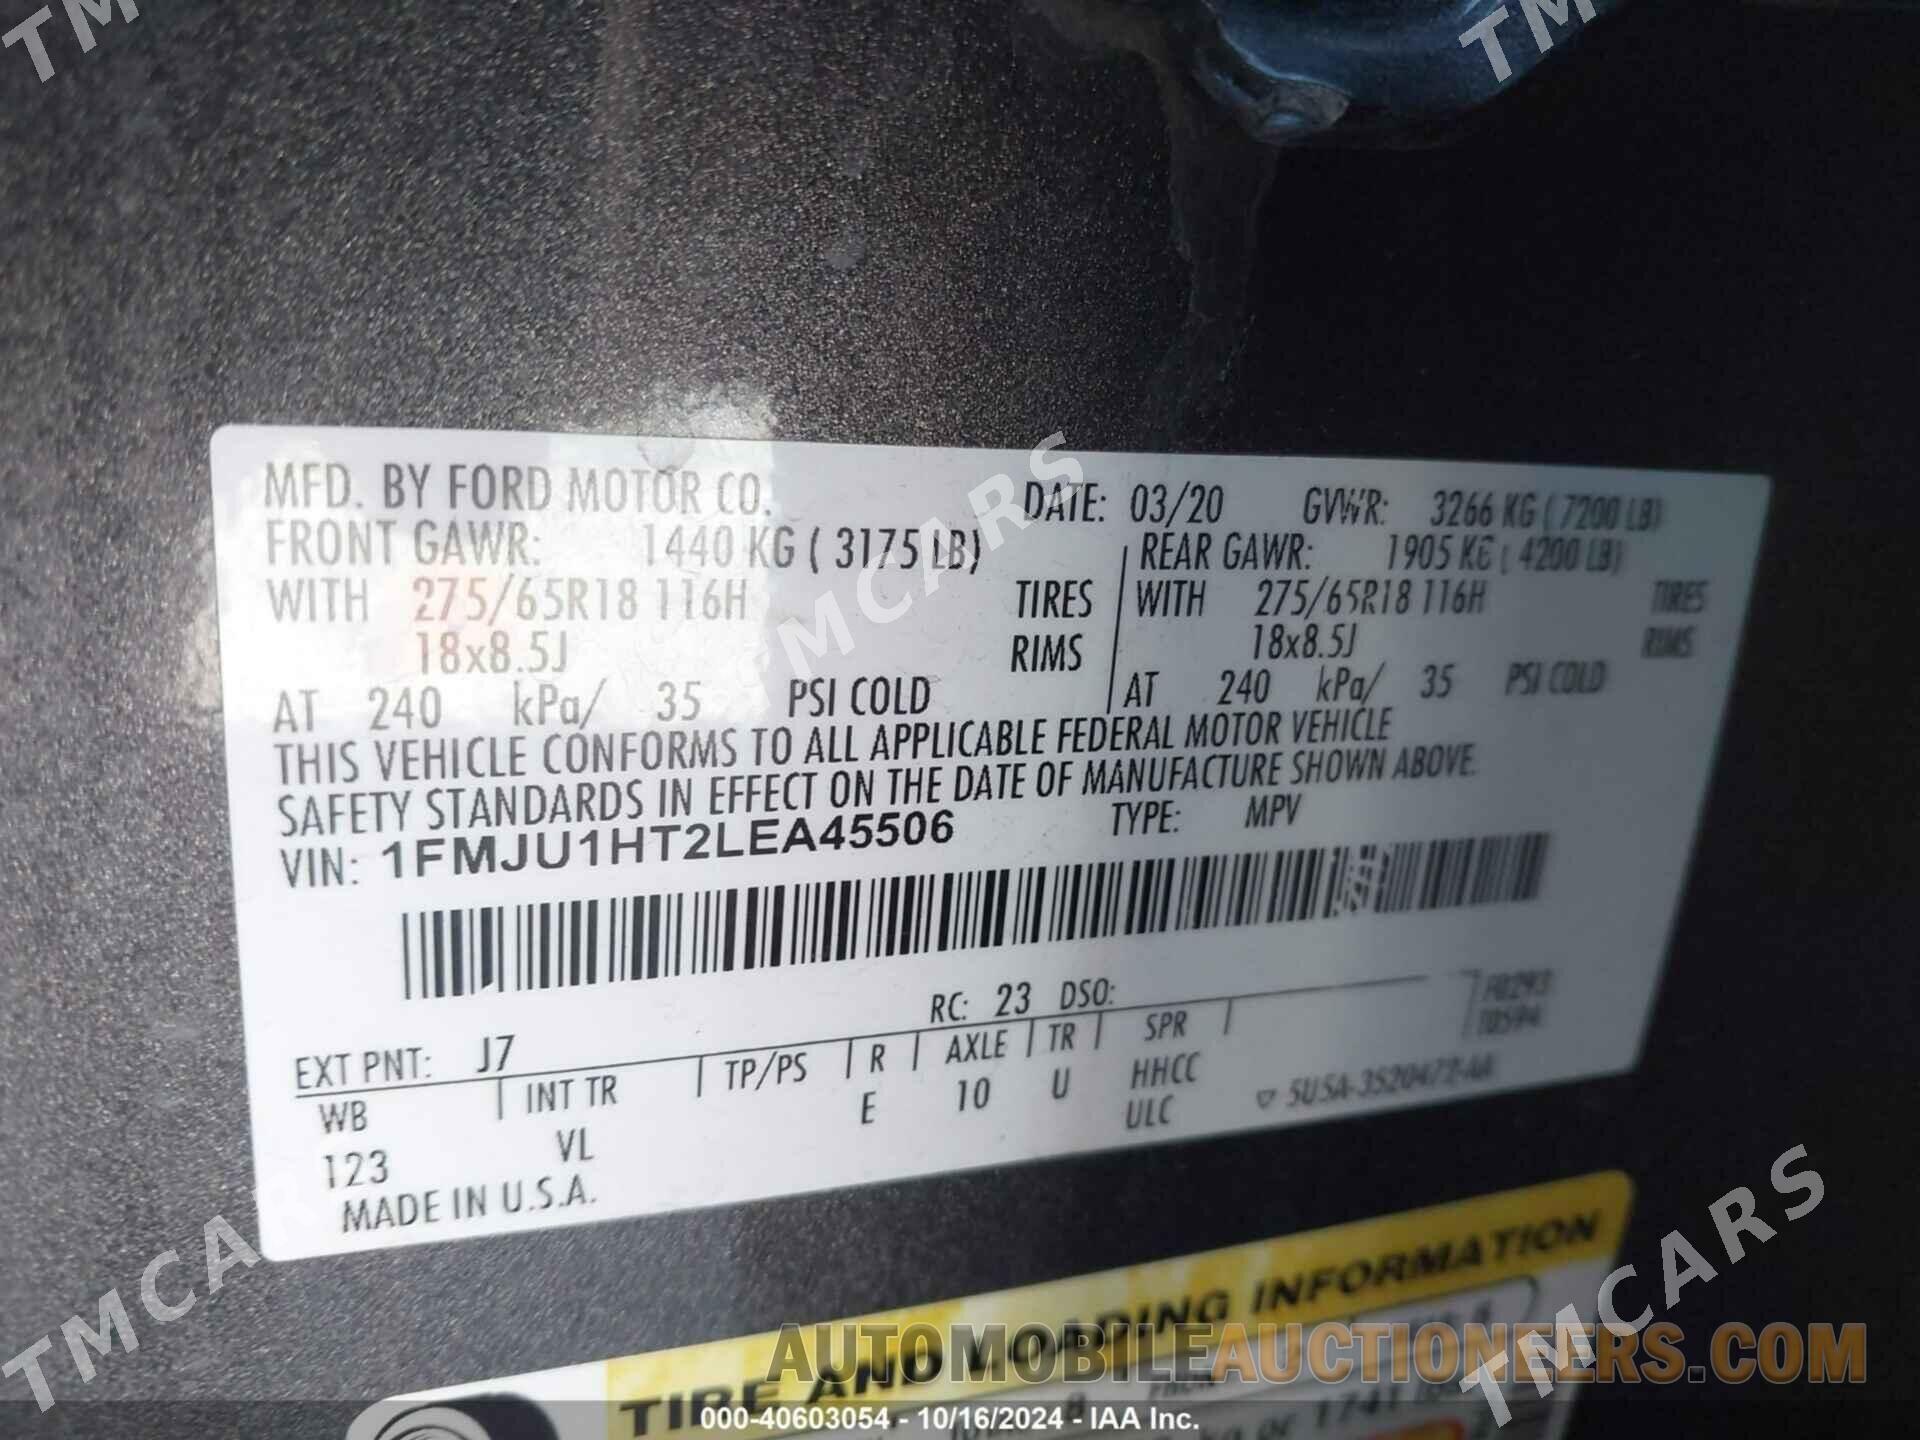 MFD. BY FORD MOTOR CO. DATE: 03/20 GVWR: 3266 KG (7200 LB)
FRONT GAWR: 1440 KG (3175 LB) REAR GAWR: 1905 KG (4200 LB)
WITH 275/65R18 116H TIRES WITH 275/65R18 116H TIRES
18x8.5J RIMS 18x8.5J RIMS
AT 240 kPa/ 35 PSI COLD AT 240 kPa/ 35 PSI COLD
THIS VEHICLE CONFORMS TO ALL APPLICABLE FEDERAL MOTOR VEHICLE
SAFETY STANDARDS IN EFFECT ON THE DATE OF MANUFACTURE SHOWN ABOVE.
VIN: 1FMJU1HT2LEA45506 TYPE: MPV
RC: 23 DSO:
EXT PNT: J7
WB INT TR TP/PS R AXLE TR SPR
123 VL E 10 U HHCC
ULC
MADE IN U.S.A.
TIRE AND LOADING INFORMATION
AUTOMOBILEAUCTIONEERS.COM
000-40603054 - 10/16/2024 - IAA Inc.
TMCARS
TMCARS
TMCARS